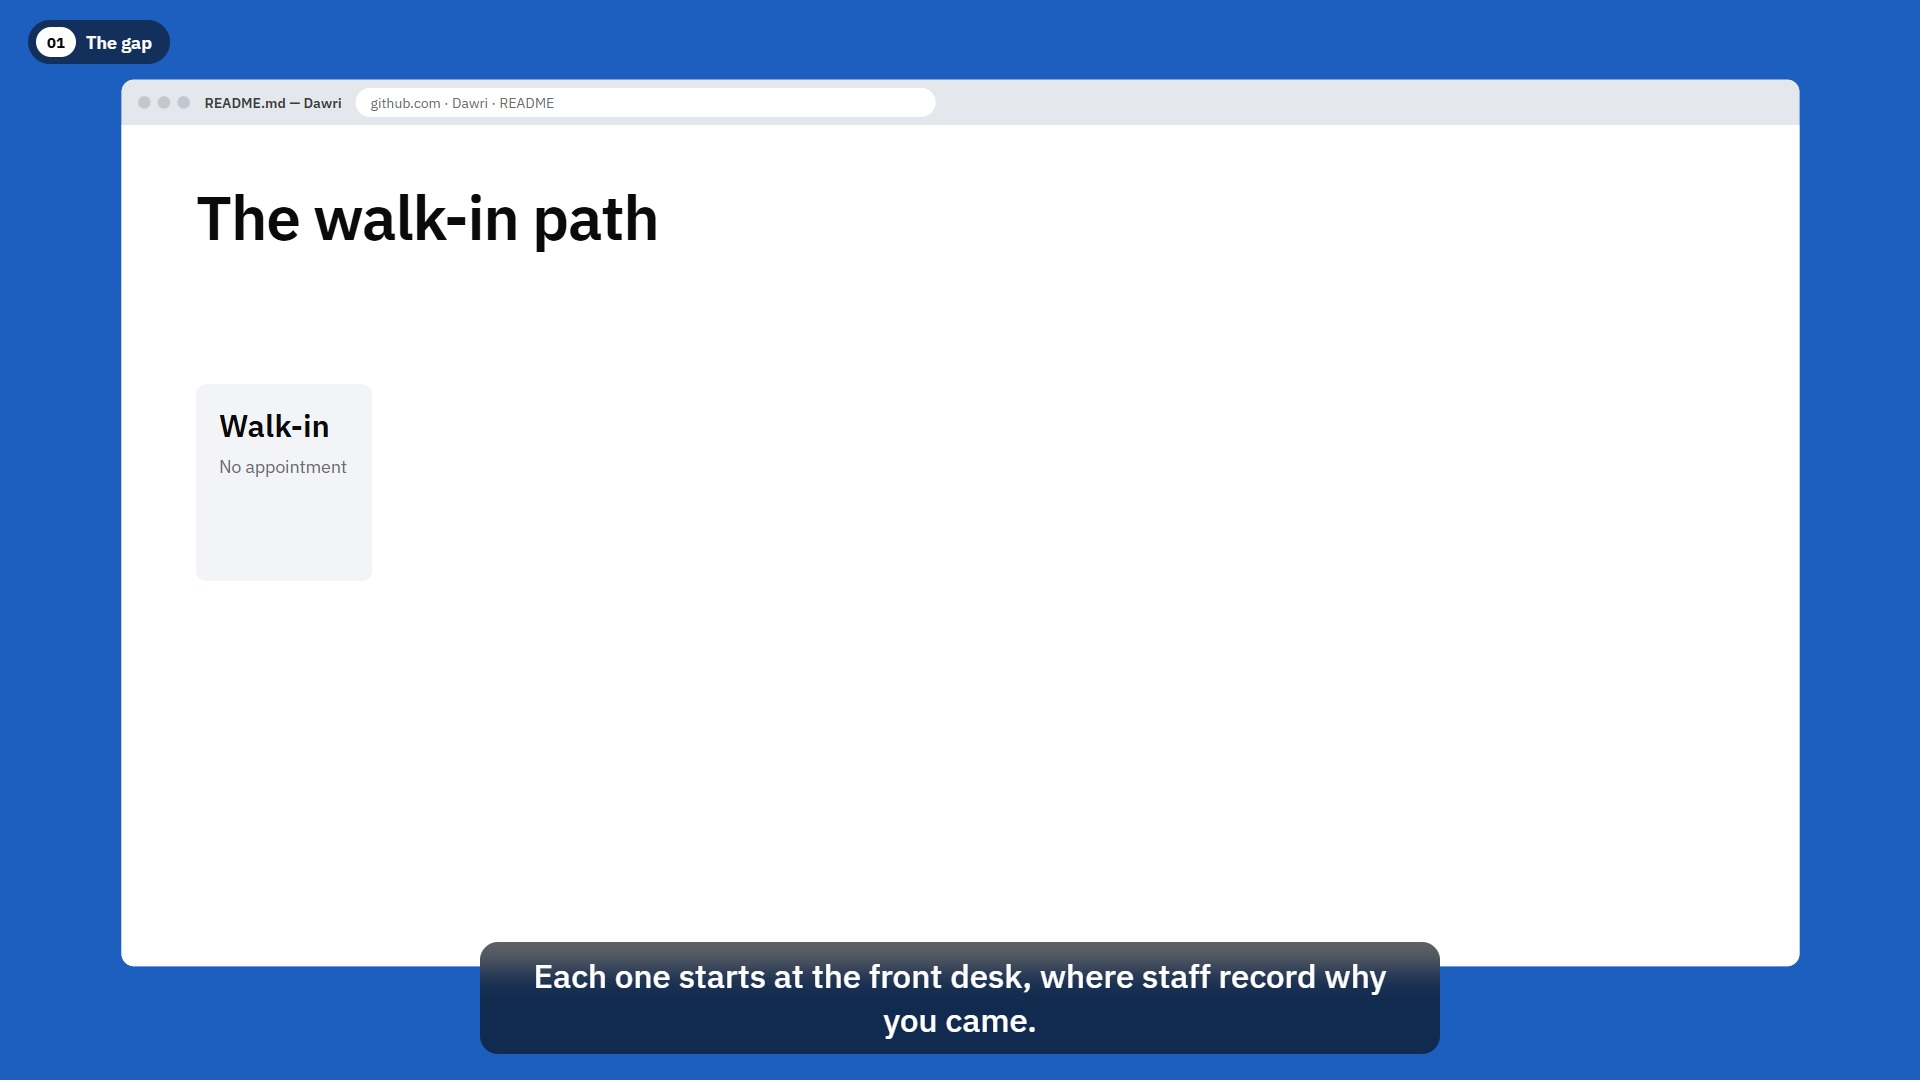 01 The gap
README.md — Dawri
github.com · Dawri · README
The walk-in path
Walk-in
No appointment
Each one starts at the front desk, where staff record why
you came.